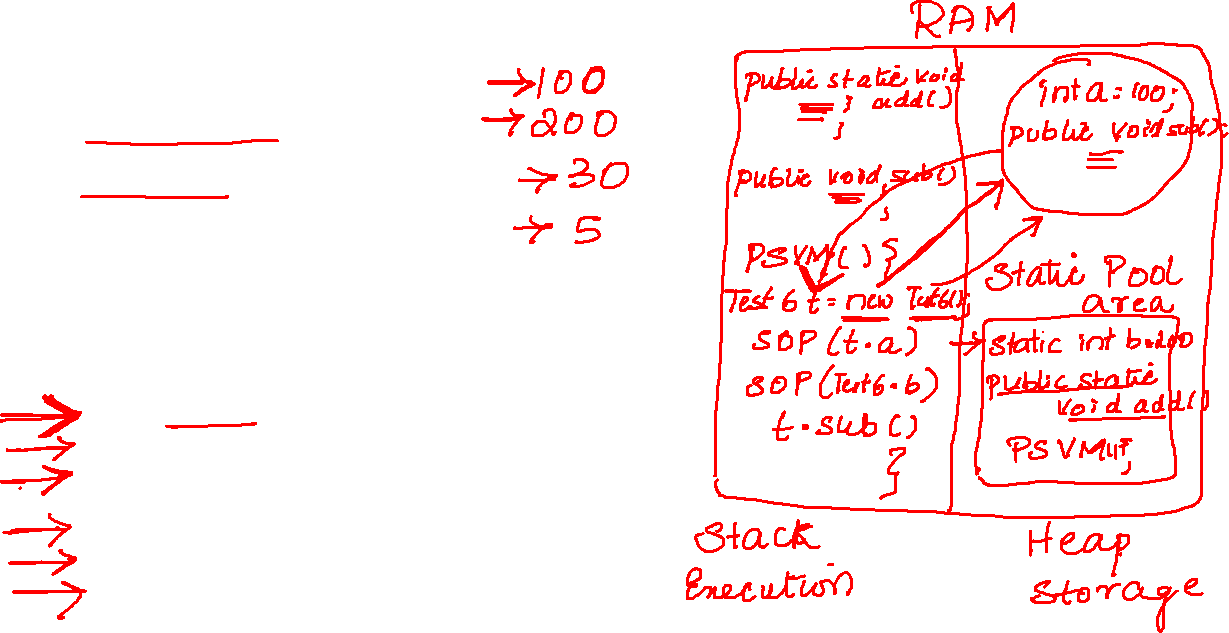 RAM
100
200
30
5
public static void
add()
;
public void sub()
;
PSVM() {
Test6 t = new Test6();
SOP(t.a)
SOP(Test6.b)
t.sub()
}
int a = 100;
public void sub();
Static Pool
area
static int b=200
public static
void add()
PSVM
Stack
Execution
Heap
Storage